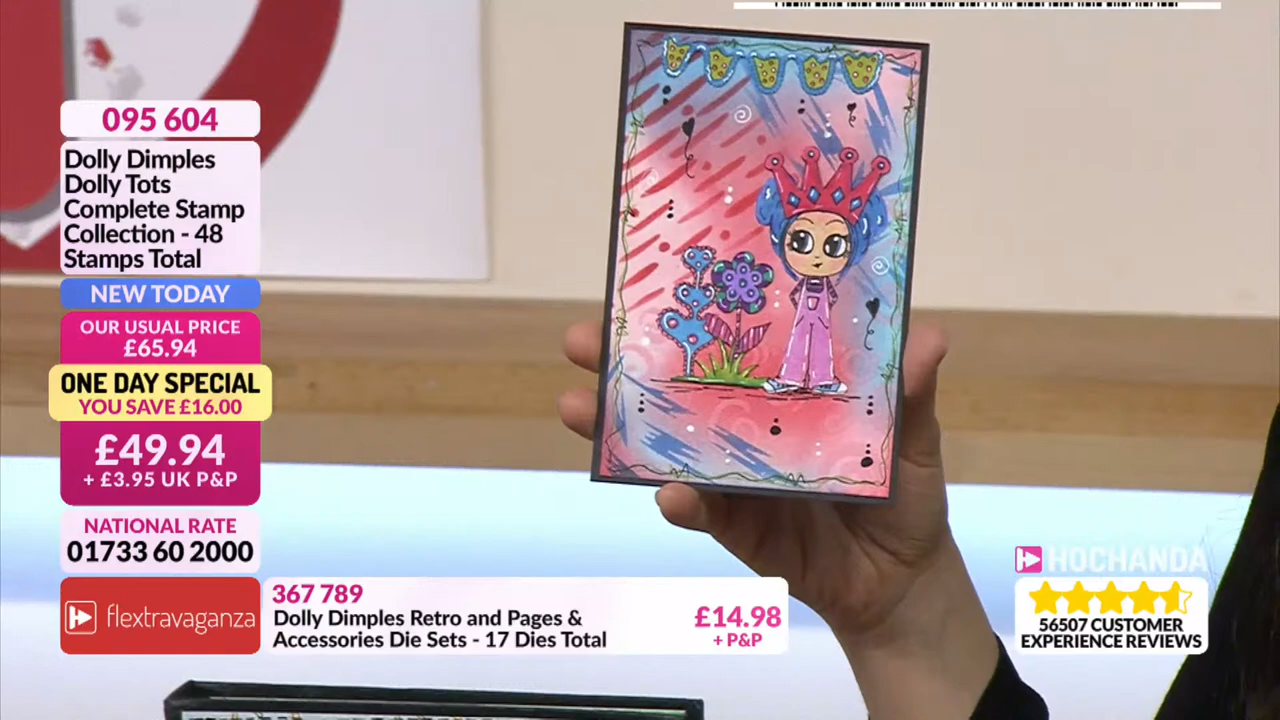 095 604
Dolly Dimples
Dolly Tots
Complete Stamp
Collection - 48
Stamps Total
NEW TODAY
OUR USUAL PRICE
£65.94
ONE DAY SPECIAL
YOU SAVE £16.00
£49.94
+ £3.95 UK P&P
NATIONAL RATE
01733 60 2000
flextravaganza
367 789
Dolly Dimples Retro and Pages &
Accessories Die Sets - 17 Dies Total
£14.98
+ P&P
HOCHANDA
56507 CUSTOMER
EXPERIENCE REVIEWS